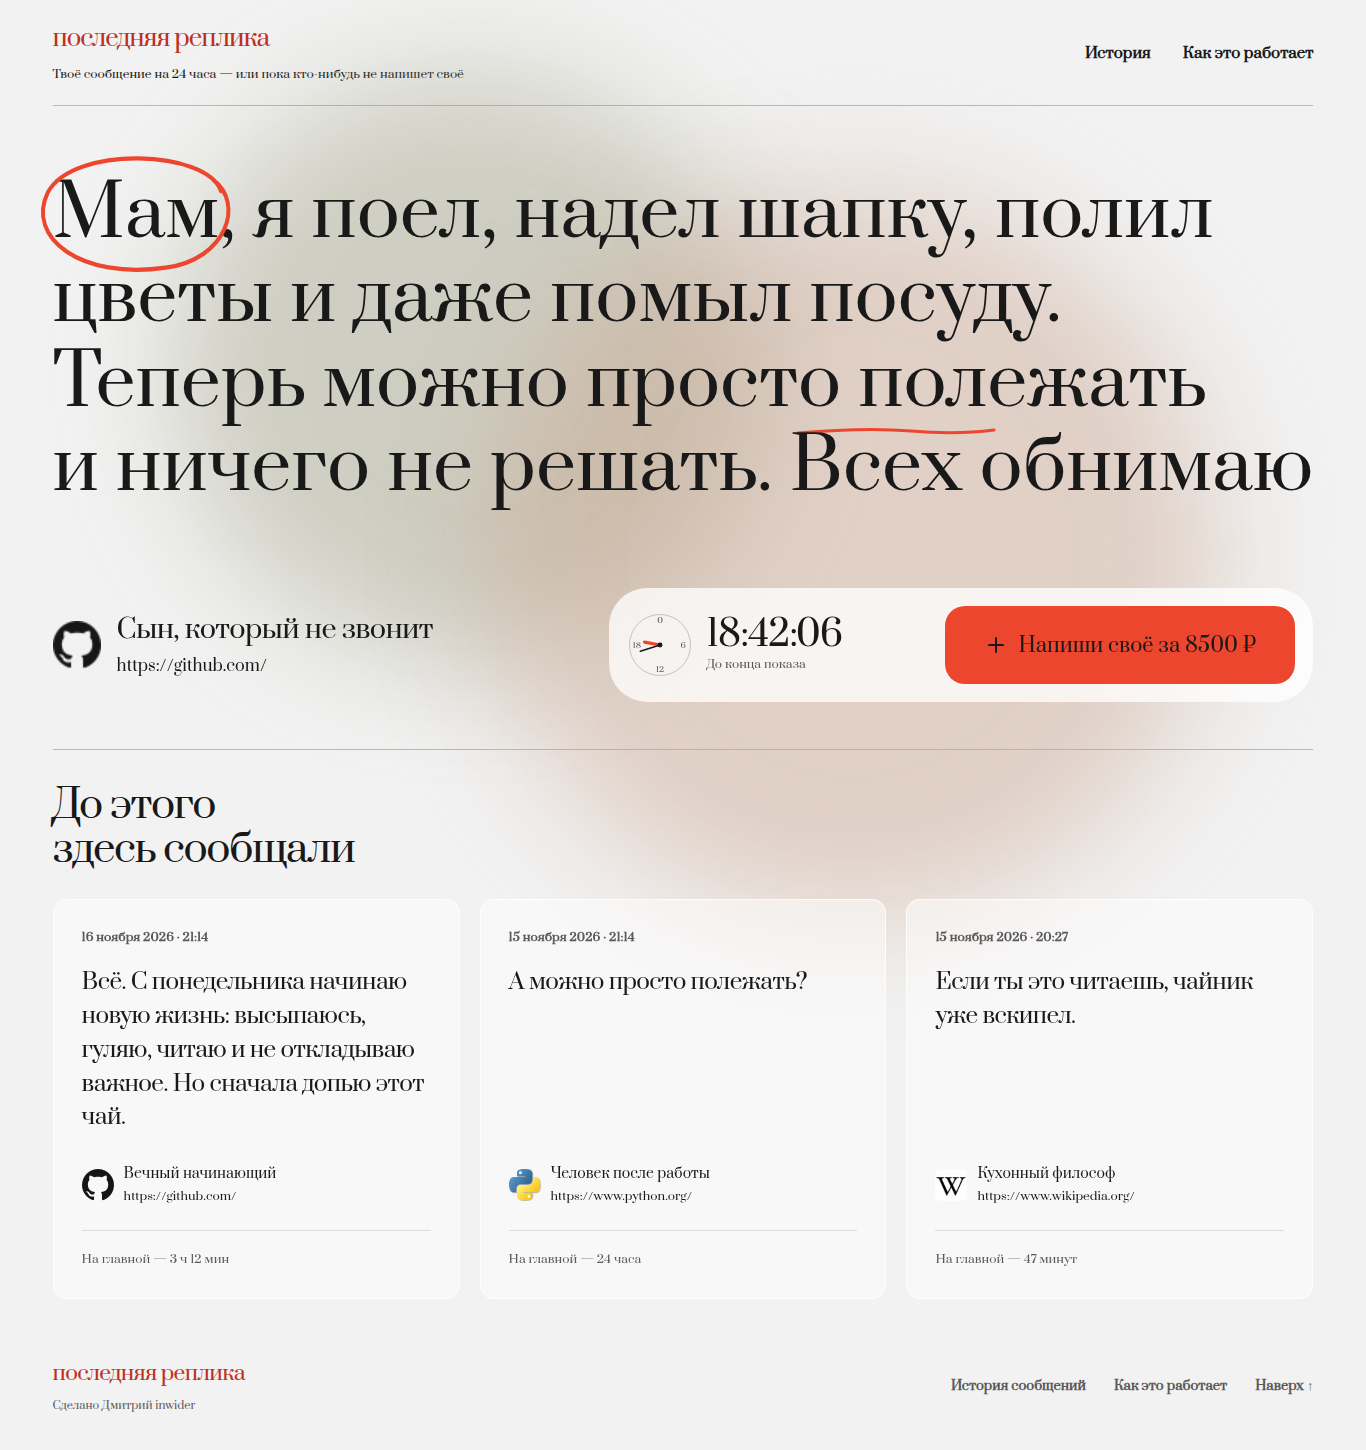 последняя реплика
Твоё сообщение на 24 часа — или пока кто-нибудь не напишет своё
История
Как это работает
Мам, я поел, надел шапку, полил
цветы и даже помыл посуду.
Теперь можно просто полежать
и ничего не решать. Всех обнимаю
Сын, который не звонит
https://github.com/
0
6
12
18
18:42:06
До конца показа
+ Напиши своё за 8500 ₽
До этого
здесь сообщали
16 ноября 2026 · 21:14
Всё. С понедельника начинаю
новую жизнь: высыпаюсь,
гуляю, читаю и не откладываю
важное. Но сначала допью этот
чай.
Вечный начинающий
https://github.com/
На главной — 3 ч 12 мин
15 ноября 2026 · 21:14
А можно просто полежать?
Человек после работы
https://www.python.org/
На главной — 24 часа
15 ноября 2026 · 20:27
Если ты это читаешь, чайник
уже вскипел.
W
Кухонный философ
https://www.wikipedia.org/
На главной — 47 минут
последняя реплика
Сделано Дмитрий inwider
История сообщений
Как это работает
Наверх ↑